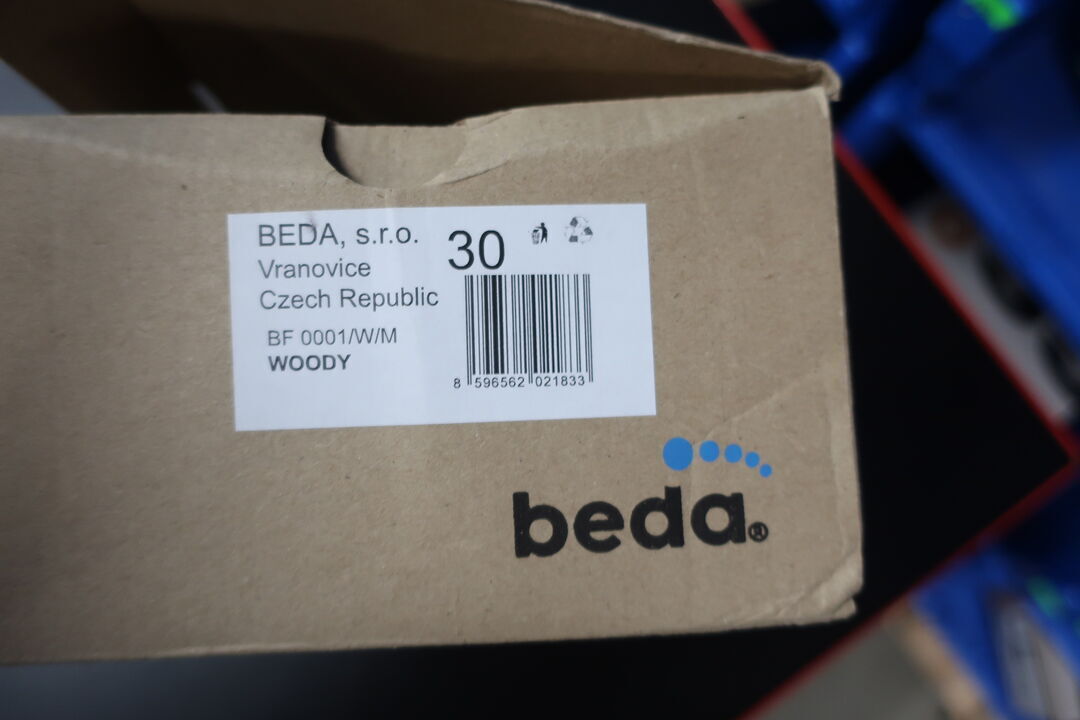 BEDA, s.r.o.
30
Vranovice
Czech Republic
BF 0001/W/M
WOODY
8 596562 021833
beda.®